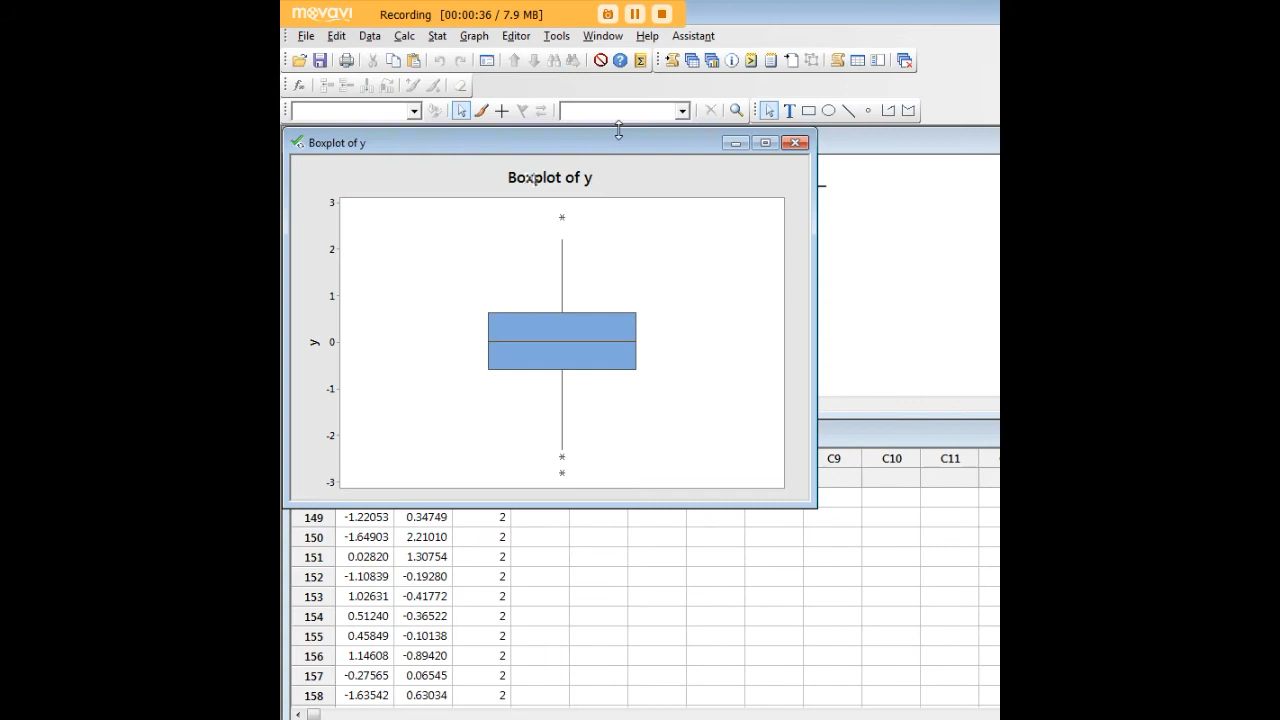 movavi Recording [00:00:36 / 7.9 MB]
File Edit Data Calc Stat Graph Editor Tools Window Help Assistant
Boxplot of y
Boxplot of y
3
2
1
0
-1
-2
-3
y
C9 C10 C11
149 -1.22053 0.34749 2
150 -1.64903 2.21010 2
151 0.02820 1.30754 2
152 -1.10839 -0.19280 2
153 1.02631 -0.41772 2
154 0.51240 -0.36522 2
155 0.45849 -0.10138 2
156 1.14608 -0.89420 2
157 -0.27565 0.06545 2
158 -1.63542 0.63034 2